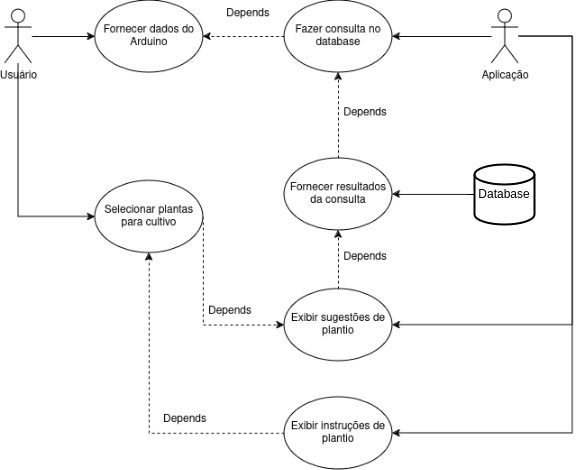 Depends
Fornecer dados do
Arduino
Fazer consulta no
database
Usuário
Aplicação
Depends
Fornecer resultados
da consulta
Database
Selecionar plantas
para cultivo
Depends
Depends
Exibir sugestões de
plantio
Depends
Exibir instruções de
plantio